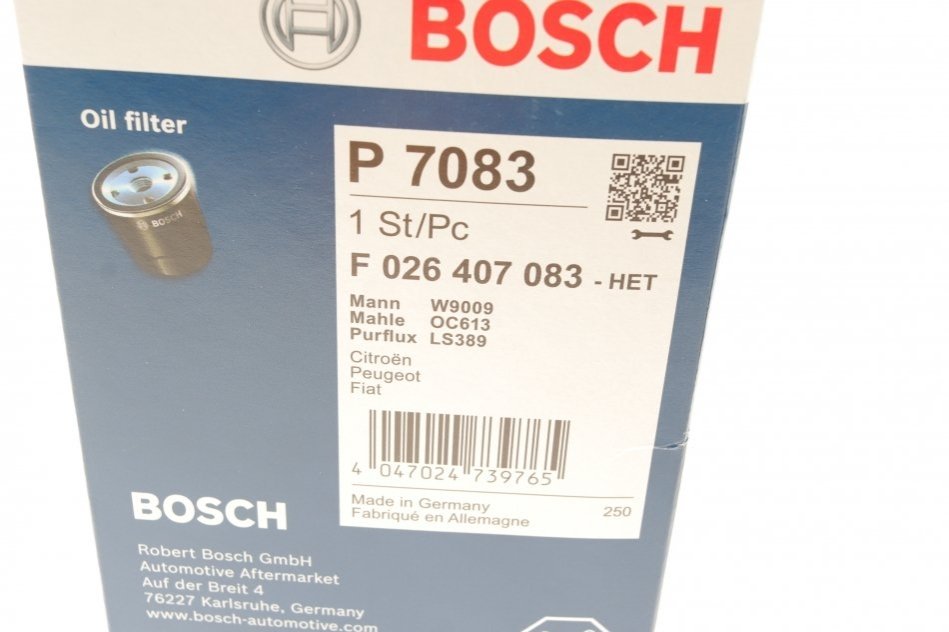 BOSCH
Oil filter
BOSCH
P 7083
1 St/Pc
F 026 407 083 - HET
Mann W9009
Mahle OC613
Purflux LS389
Citroën
Peugeot
Fiat
4 047024 739765
Made in Germany
Fabriqué en Allemagne
250
BOSCH
Robert Bosch GmbH
Automotive Aftermarket
Auf der Breit 4
76227 Karlsruhe, Germany
www.bosch-automotive.com